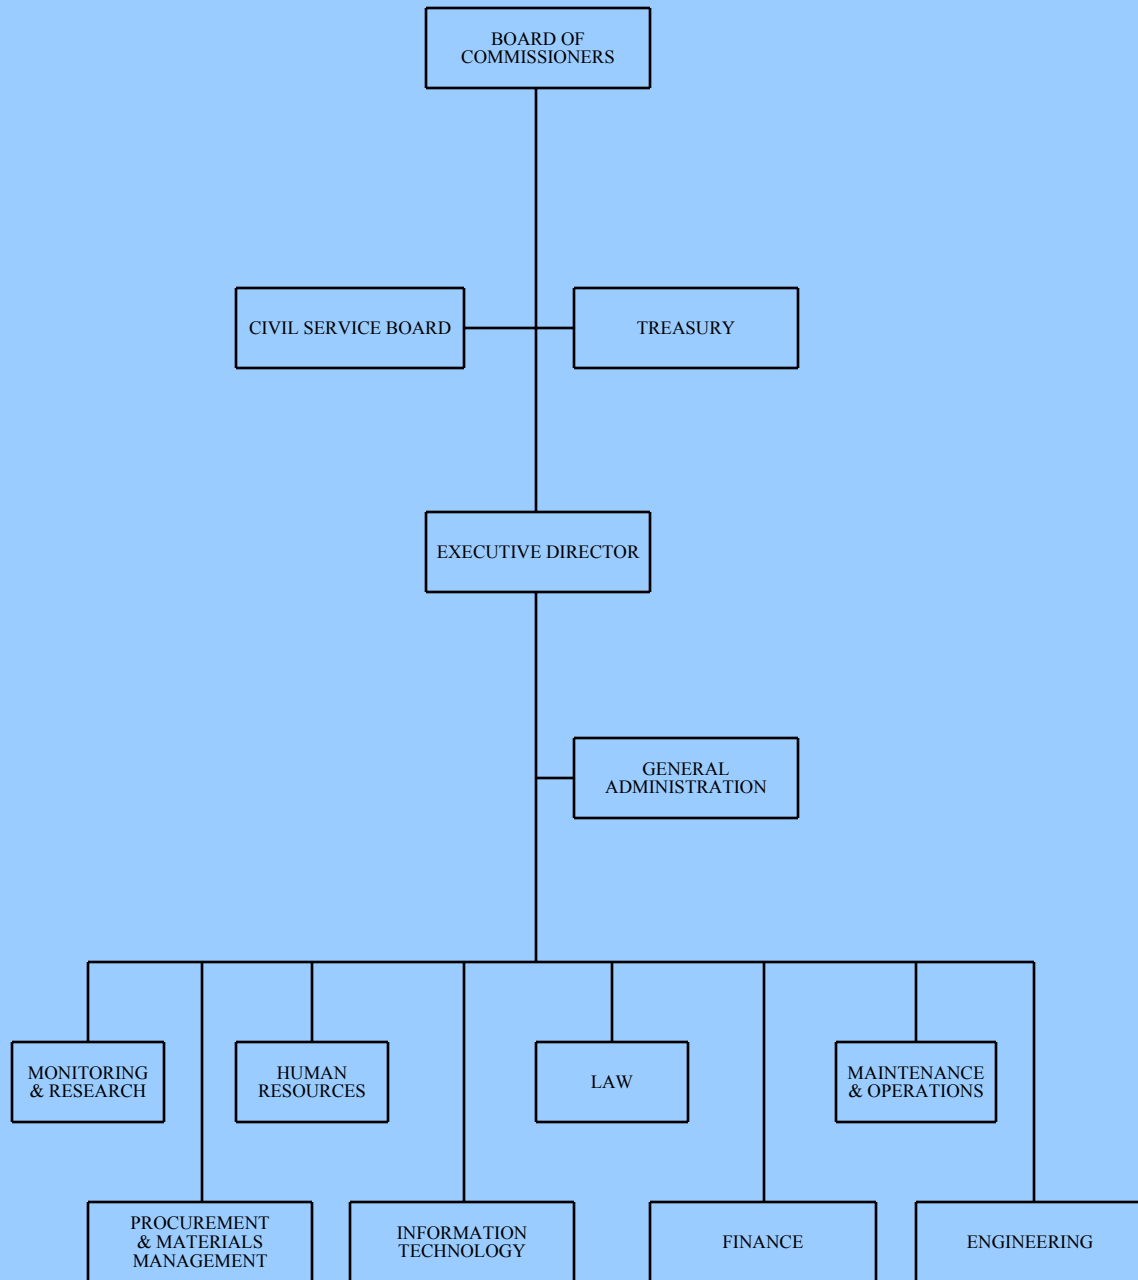 BOARD OF
COMMISSIONERS
CIVIL SERVICE BOARD
TREASURY
EXECUTIVE DIRECTOR
GENERAL
ADMINISTRATION
MONITORING
& RESEARCH
HUMAN
RESOURCES
LAW
MAINTENANCE
& OPERATIONS
PROCUREMENT
& MATERIALS
MANAGEMENT
INFORMATION
TECHNOLOGY
FINANCE
ENGINEERING